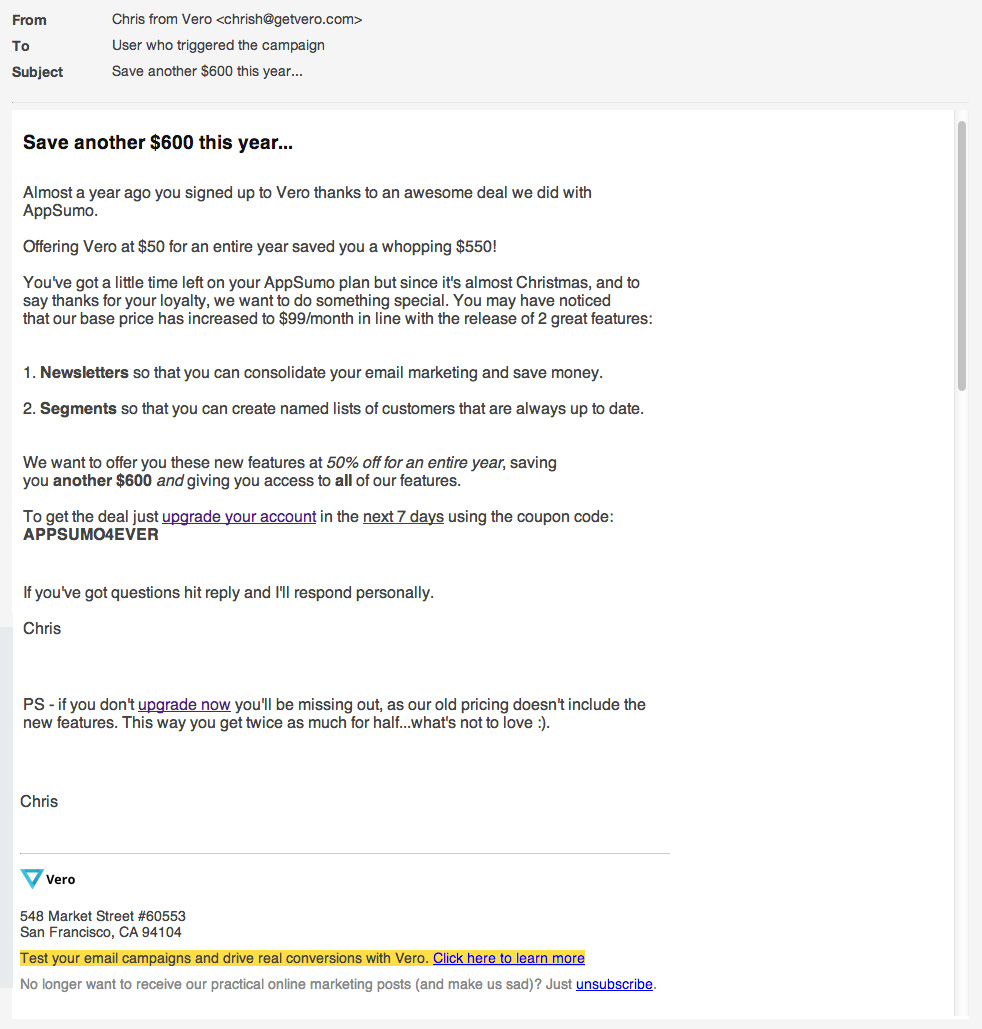 From Chris from Vero <chrish@getvero.com>
To User who triggered the campaign
Subject Save another $600 this year...
Save another $600 this year...
Almost a year ago you signed up to Vero thanks to an awesome deal we did with
AppSumo.
Offering Vero at $50 for an entire year saved you a whopping $550!
You've got a little time left on your AppSumo plan but since it's almost Christmas, and to
say thanks for your loyalty, we want to do something special. You may have noticed
that our base price has increased to $99/month in line with the release of 2 great features:
1. Newsletters so that you can consolidate your email marketing and save money.
2. Segments so that you can create named lists of customers that are always up to date.
We want to offer you these new features at 50% off for an entire year, saving
you another $600 and giving you access to all of our features.
To get the deal just upgrade your account in the next 7 days using the coupon code:
APPSUMO4EVER
If you've got questions hit reply and I'll respond personally.
Chris
PS - if you don't upgrade now you'll be missing out, as our old pricing doesn't include the
new features. This way you get twice as much for half...what's not to love :).
Chris
Vero
548 Market Street #60553
San Francisco, CA 94104
Test your email campaigns and drive real conversions with Vero. Click here to learn more
No longer want to receive our practical online marketing posts (and make us sad)? Just unsubscribe.